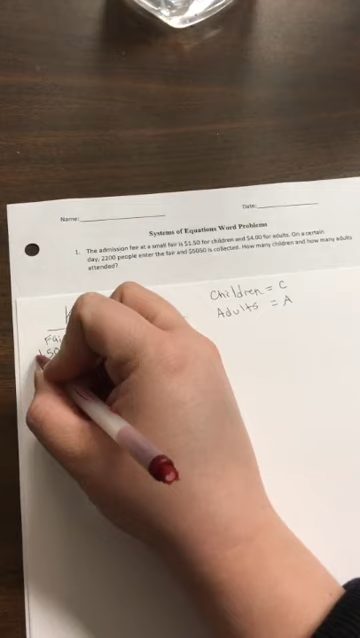 Name:
Date:
Systems of Equations Word Problems
1. The admission fee at a small fair is $1.50 for children and $4.00 for adults. On a certain
day, 2200 people enter the fair and $5050 is collected. How many children and how many adults
attended?
Children = C
Adults = A